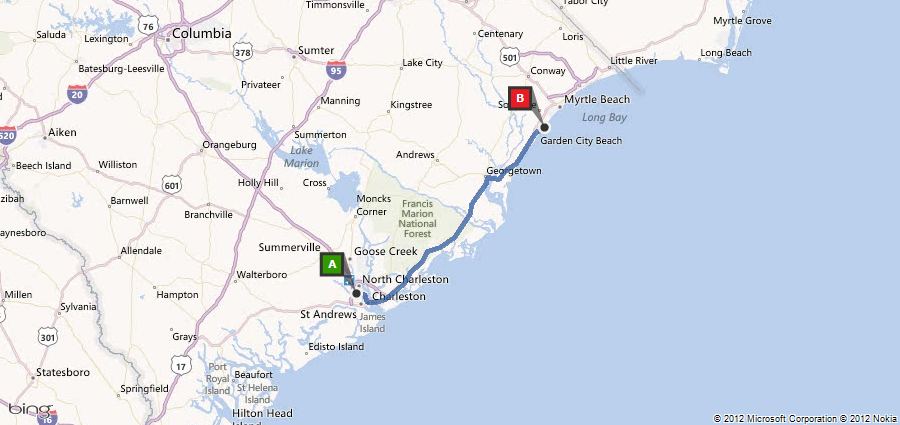 Timmonsville
Tabor City
Myrtle Grove
Saluda
76
Lexington
Columbia
Centenary
Loris
378
Sumter
Long Beach
Batesburg-Leesville
95
Lake City
501
Little River
Conway
Privateer
20
Manning
Kingstree
B
Myrtle Beach
Long Bay
520
Aiken
Summerton
Garden City Beach
Orangeburg
Lake
Marion
Andrews
Beech Island
Williston
Georgetown
601
Holly Hill
Cross
Barnwell
Moncks
Corner
Francis
Marion
National
Forest
Branchville
Allendale
Summerville
Goose Creek
A
Walterboro
North Charleston
Millen
Hampton
Charleston
Sylvania
St Andrews
James
Island
301
Grays
Edisto Island
17
Port
Royal
Island
Beaufort
Statesboro
St Helena
Island
Springfield
bing
16
Hilton Head
Island
© 2012 Microsoft Corporation © 2012 Nokia